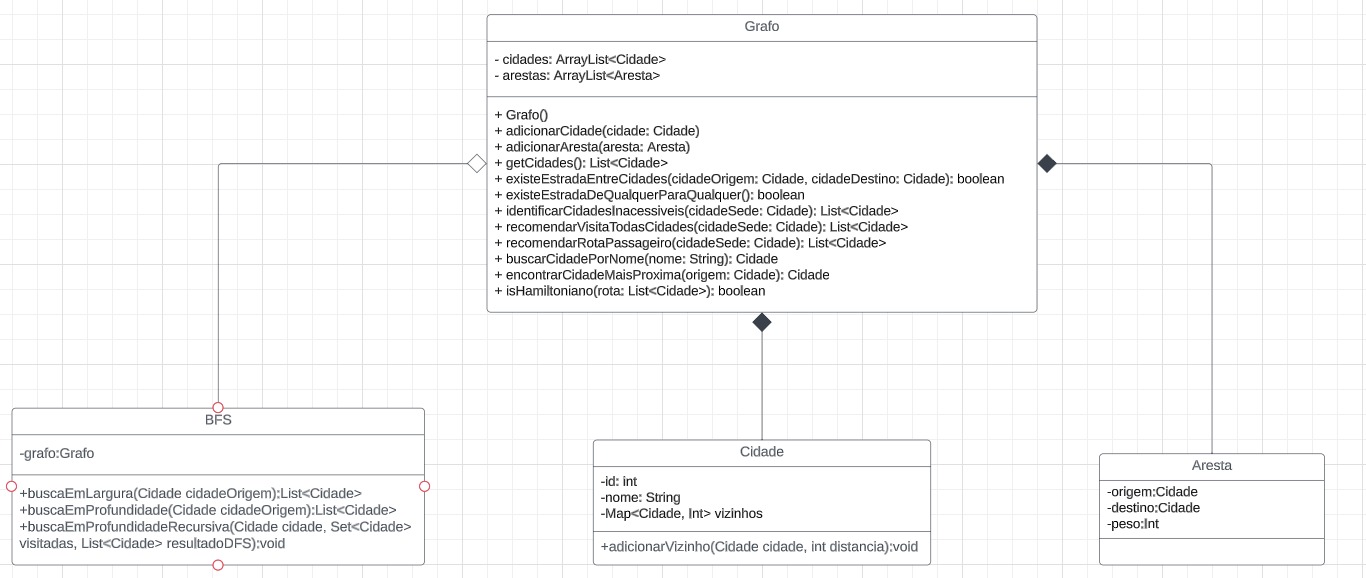 Grafo
- cidades: ArrayList<Cidade>
- arestas: ArrayList<Aresta>
+ Grafo()
+ adicionarCidade(cidade: Cidade)
+ adicionarAresta(aresta: Aresta)
+ getCidades(): List<Cidade>
+ existeEstradaEntreCidades(cidadeOrigem: Cidade, cidadeDestino: Cidade): boolean
+ existeEstradaDeQualquerParaQualquer(): boolean
+ identificarCidadesInacessiveis(cidadeSede: Cidade): List<Cidade>
+ recomendarVisitaTodasCidades(cidadeSede: Cidade): List<Cidade>
+ recomendarRotaPassageiro(cidadeSede: Cidade): List<Cidade>
+ buscarCidadePorNome(nome: String): Cidade
+ encontrarCidadeMaisProxima(origem: Cidade): Cidade
+ isHamiltoniano(rota: List<Cidade>): boolean
BFS
-grafo:Grafo
+buscaEmLargura(Cidade cidadeOrigem):List<Cidade>
+buscaEmProfundidade(Cidade cidadeOrigem):List<Cidade>
+buscaEmProfundidadeRecursiva(Cidade cidade, Set<Cidade>
visitadas, List<Cidade> resultadoDFS):void
Cidade
-id: int
-nome: String
-Map<Cidade, Int> vizinhos
+adicionarVizinho(Cidade cidade, int distancia):void
Aresta
-origem:Cidade
-destino:Cidade
-peso:Int